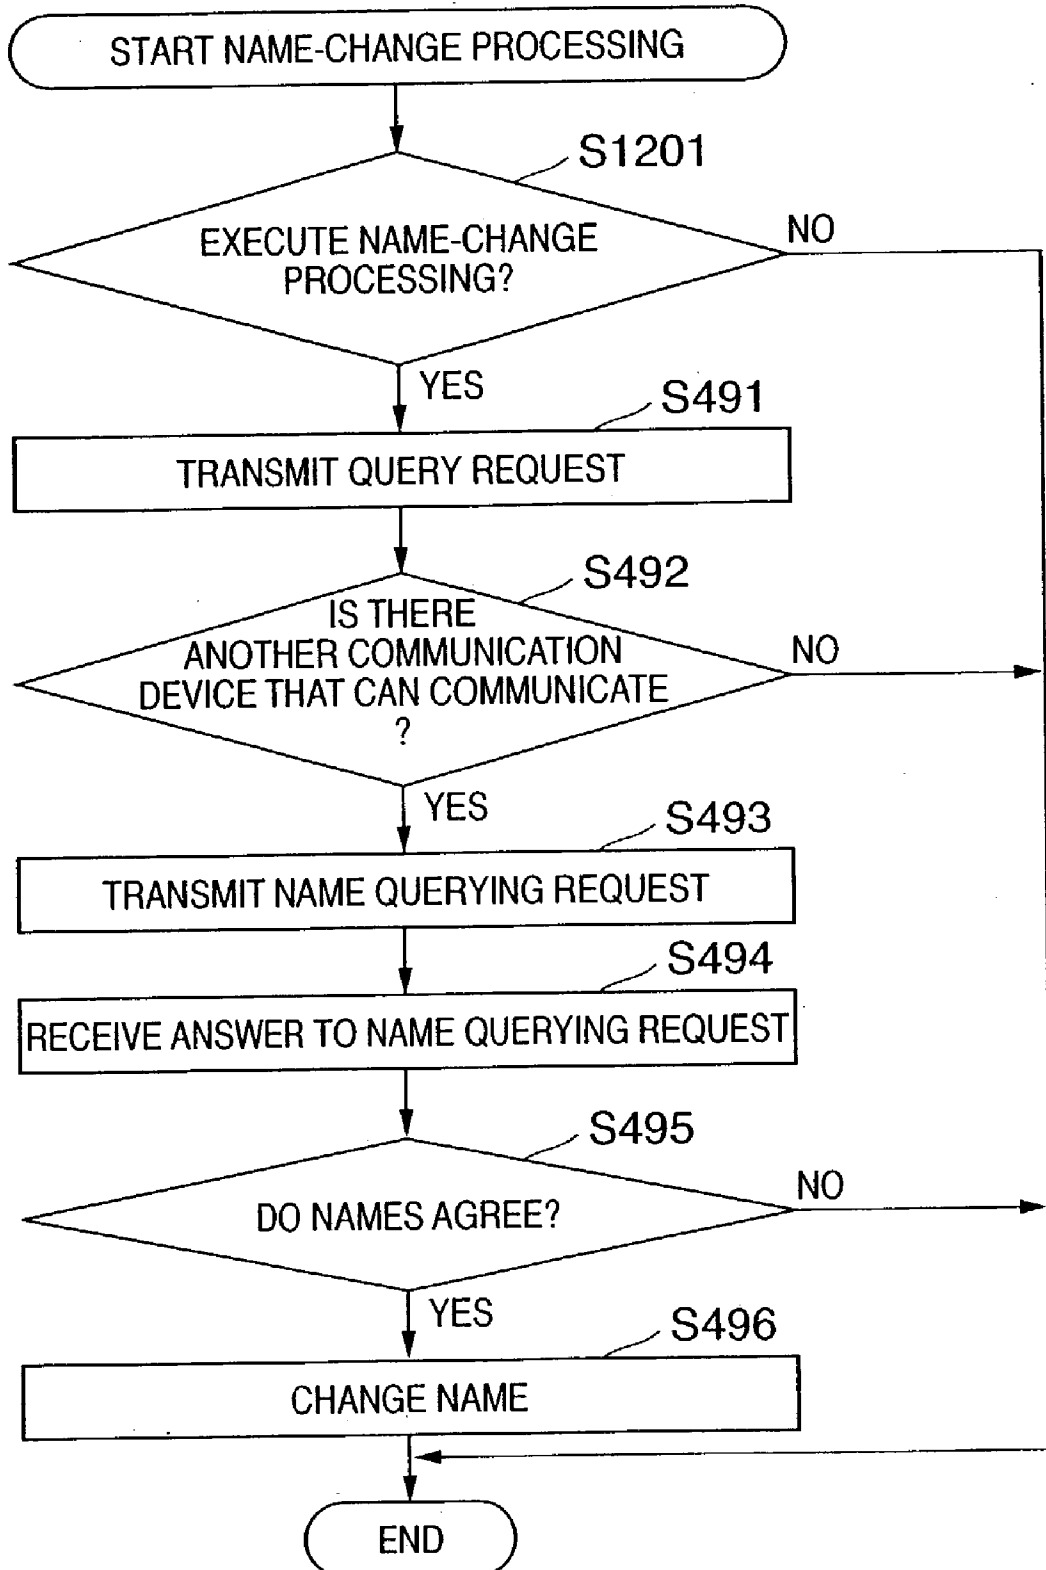 START NAME-CHANGE PROCESSING
S1201
EXECUTE NAME-CHANGE
PROCESSING?
NO
YES
S491
TRANSMIT QUERY REQUEST
S492
IS THERE
ANOTHER COMMUNICATION
DEVICE THAT CAN COMMUNICATE
?
NO
YES
S493
TRANSMIT NAME QUERYING REQUEST
S494
RECEIVE ANSWER TO NAME QUERYING REQUEST
S495
DO NAMES AGREE?
NO
YES
S496
CHANGE NAME
END